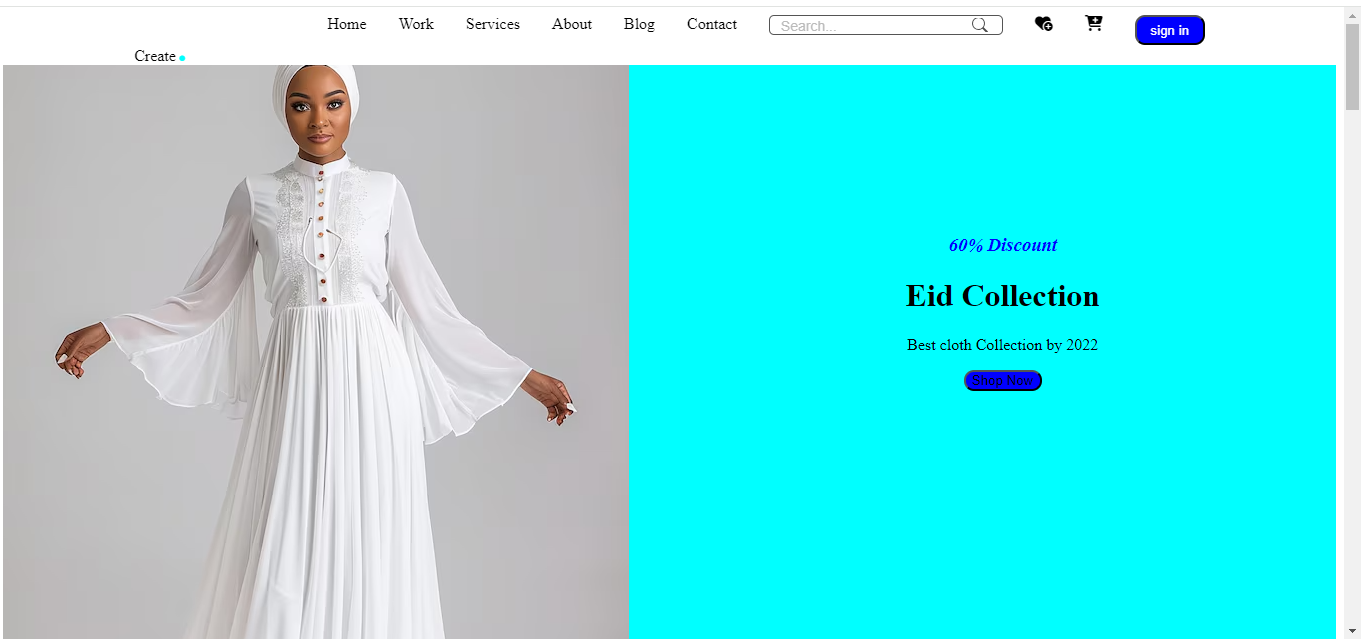 Home Work Services About Blog Contact Search... sign in
Create
60% Discount
Eid Collection
Best cloth Collection by 2022
Shop Now